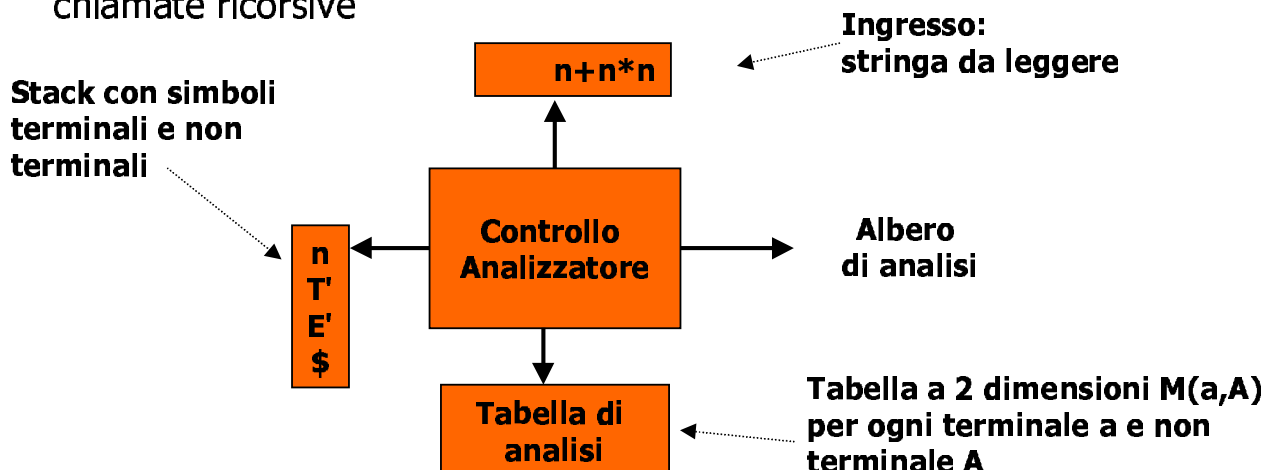 chiamate ricorsive
Ingresso:
stringa da leggere
n+n*n
Stack con simboli
terminali e non
terminali
Controllo
Analizzatore
Albero
di analisi
n
T'
E'
$
Tabella di
analisi
Tabella a 2 dimensioni M(a,A)
per ogni terminale a e non
terminale A